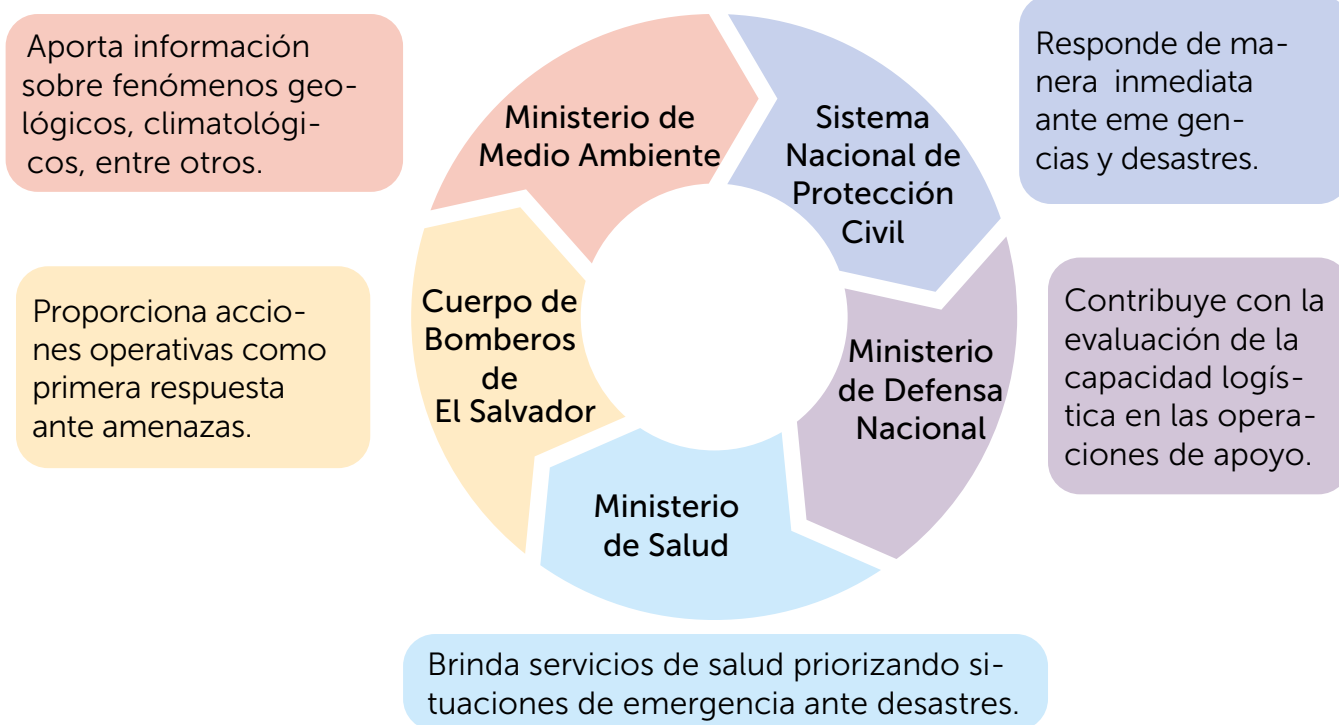 Aporta información
sobre fenómenos geo-
lógicos, climatológi-
cos, entre otros.
Ministerio de
Medio Ambiente
Sistema
Nacional de
Protección
Civil
Responde de ma-
nera inmediata
ante eme gen-
cias y desastres.
Proporciona accio-
nes operativas como
primera respuesta
ante amenazas.
Cuerpo de
Bomberos
de
El Salvador
Ministerio
de Defensa
Nacional
Contribuye con la
evaluación de la
capacidad logís-
tica en las opera-
ciones de apoyo.
Ministerio
de Salud
Brinda servicios de salud priorizando si-
tuaciones de emergencia ante desastres.